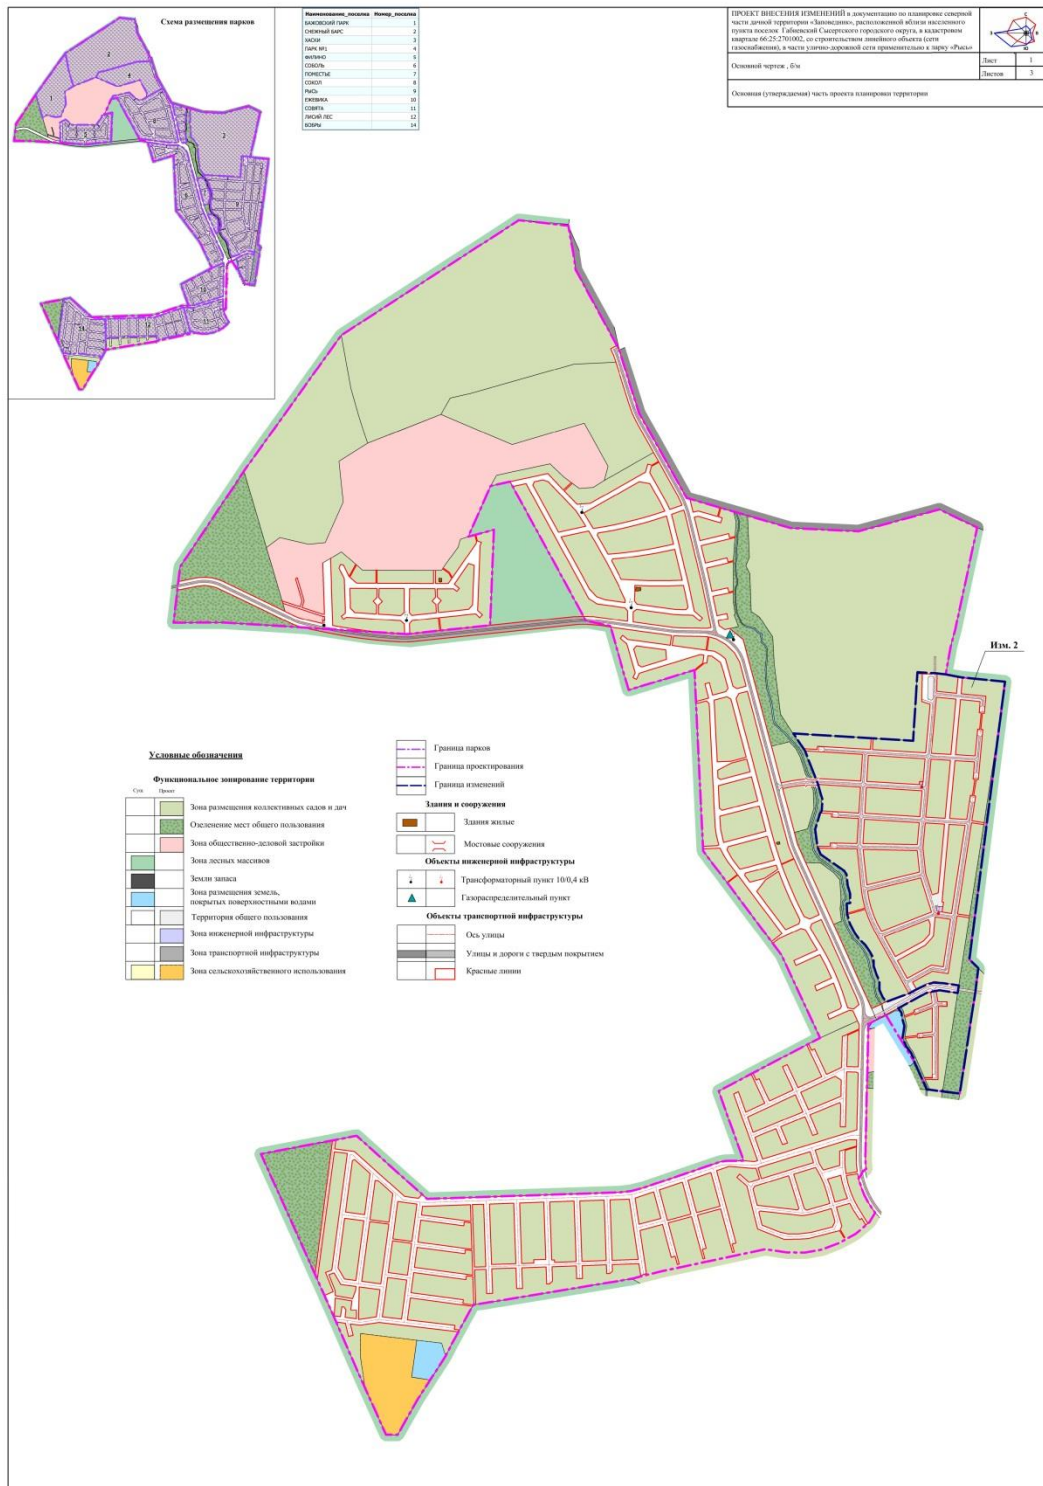 Схема размещения парков
Наименование_поселка Номер_поселка
БАЖОВСКИЙ ПАРК 1
СНЕЖНЫЙ БАРС 2
ХАСКИ 3
ПАРК №1 4
ФИЛИНО 5
СОБОЛЬ 6
ПОМЕСТЬЕ 7
СОКОЛ 8
РЫСЬ 9
ЕЖЕВИКА 10
СОВЯТА 11
ЛИСИЙ ЛЕС 12
БОБРЫ 14
ПРОЕКТ ВНЕСЕНИЯ ИЗМЕНЕНИЙ в документацию по планировке северной
части дачной территории «Заповедник», расположенной вблизи населенного
пункта поселок Габиевский Сысертского городского округа, в кадастровом
квартале 66:25:2701002, со строительством линейного объекта (сети
газоснабжения), в части улично-дорожной сети применительно к парку «Рысь»
Основной чертеж , б/м
Лист 1
Листов 3
Основная (утверждаемая) часть проекта планировки территории
Изм. 2
Условные обозначения
Функциональное зонирование территории
Сущ. Проект
Зона размещения коллективных садов и дач
Озеленение мест общего пользования
Зона общественно-деловой застройки
Зона лесных массивов
Земли запаса
Зона размещения земель,
покрытых поверхностными водами
Территория общего пользования
Зона инженерной инфраструктуры
Зона транспортной инфраструктуры
Зона сельскохозяйственного использования
Граница парков
Граница проектирования
Граница изменений
Здания и сооружения
Здания жилые
Мостовые сооружения
Объекты инженерной инфраструктуры
Трансформаторный пункт 10/0,4 кВ
Газораспределительный пункт
Объекты транспортной инфраструктуры
Ось улицы
Улицы и дороги с твердым покрытием
Красные линии